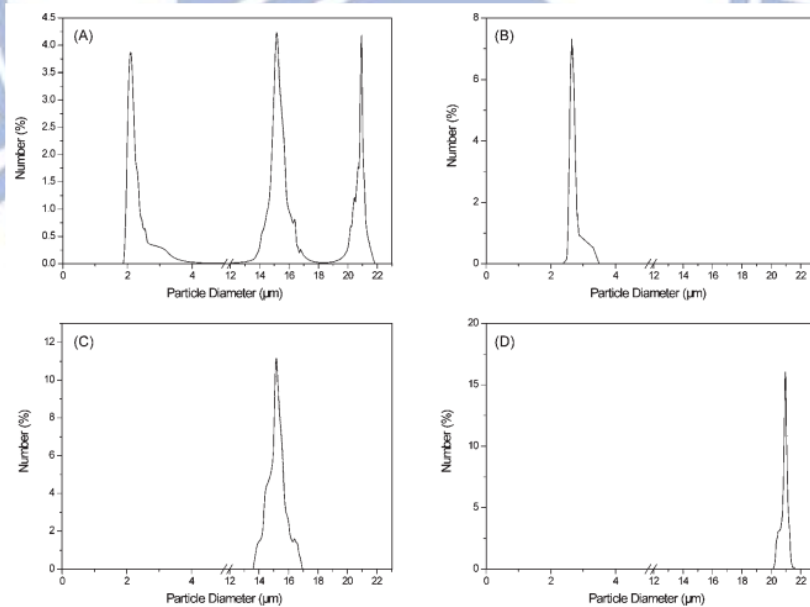 (A)
4.5
4.0
3.5
3.0
2.5
2.0
1.5
1.0
0.5
0.0
Number (%)
0 2 4 12 14 16 18 20 22
Particle Diameter (µm)
(B)
8
6
4
2
0
Number (%)
0 2 4 12 14 16 18 20 22
Particle Diameter (µm)
(C)
12
10
8
6
4
2
0
Number (%)
0 2 4 12 14 16 18 20 22
Particle Diameter (µm)
(D)
20
15
10
5
0
Number (%)
0 2 4 12 14 16 18 20 22
Particle Diameter (µm)